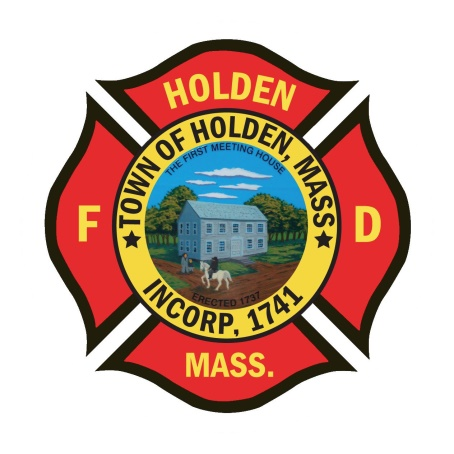 HOLDEN
TOWN OF HOLDEN, MASS
THE FIRST MEETING HOUSE
F
D
ERECTED 1737
INCORP, 1741
MASS.